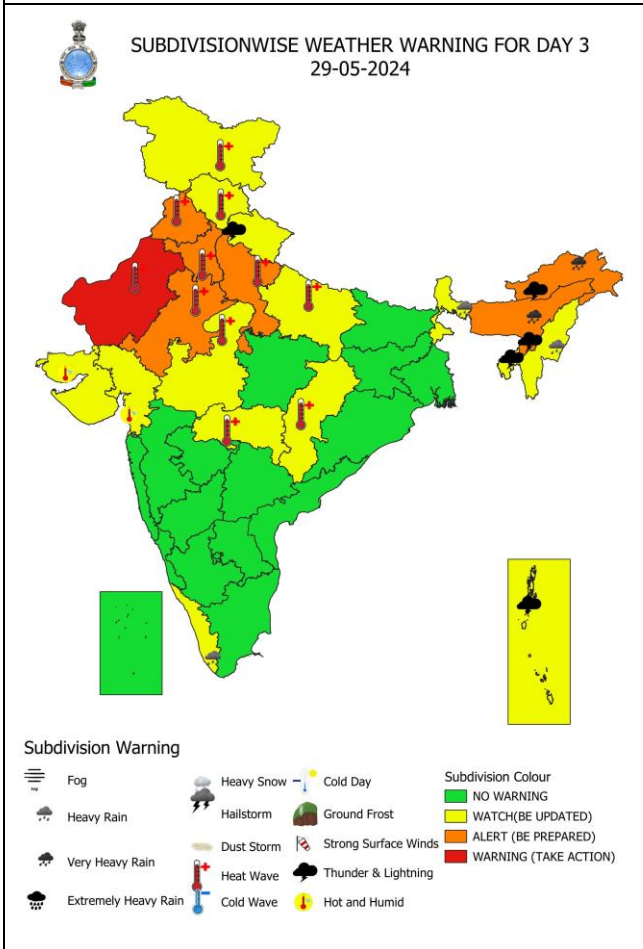 SUBDIVISIONWISE WEATHER WARNING FOR DAY 3
29-05-2024
Subdivision Warning
Fog
Heavy Rain
Very Heavy Rain
Extremely Heavy Rain
Heavy Snow
Hailstorm
Dust Storm
Heat Wave
Cold Wave
Cold Day
Ground Frost
Strong Surface Winds
Thunder & Lightning
Hot and Humid
Subdivision Colour
NO WARNING
WATCH(BE UPDATED)
ALERT (BE PREPARED)
WARNING (TAKE ACTION)